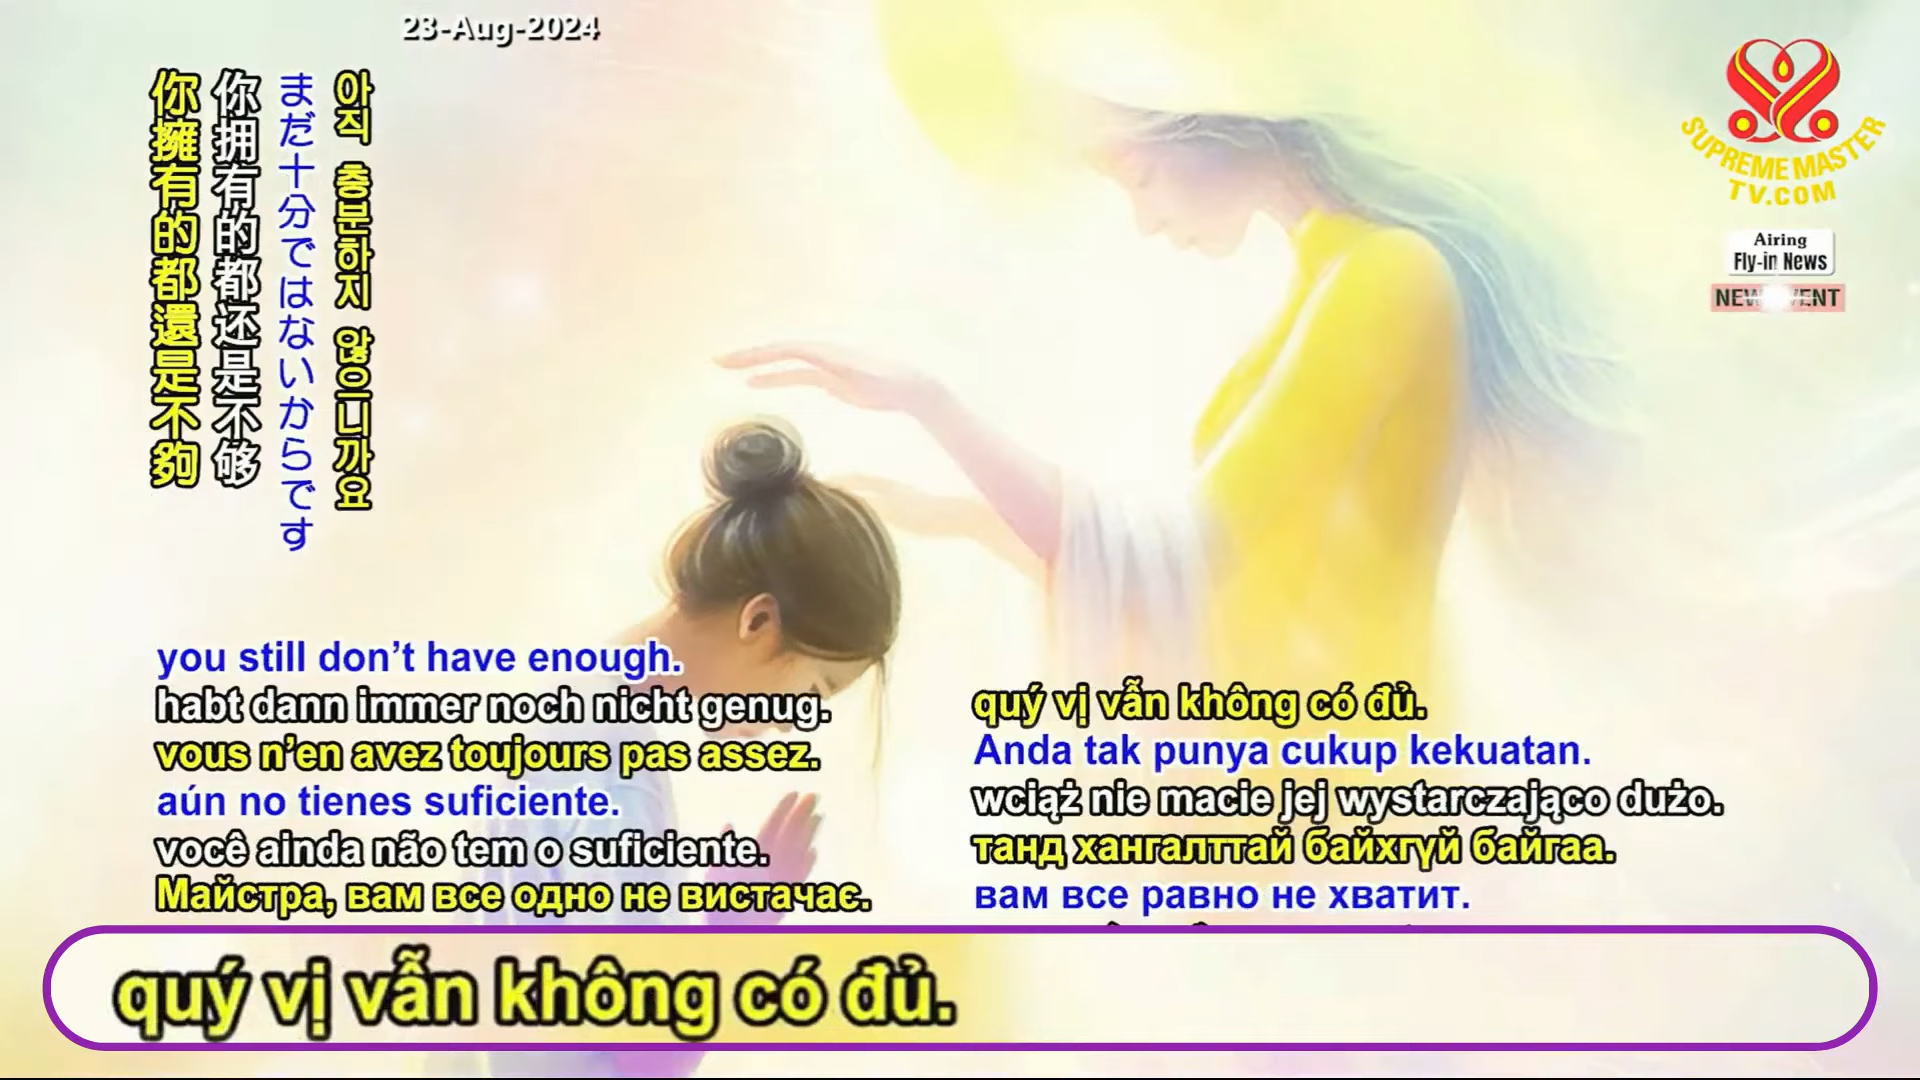 23-Aug-2024
你擁有的都還是不夠
你拥有的都还是不够
まだ十分ではないからです
아직 충분하지 않으니까요
SUPREME MASTER
TV.COM
Airing
Fly-in News
NEW EVENT
you still don’t have enough.
habt dann immer noch nicht genug.
vous n’en avez toujours pas assez.
aún no tienes suficiente.
você ainda não tem o suficiente.
Майстра, вам все одно не вистачає.
quý vị vẫn không có đủ.
Anda tak punya cukup kekuatan.
wciąż nie macie jej wystarczająco dużo.
танд хангалттай байхгүй байгаа.
вам все равно не хватит.
quý vị vẫn không có đủ.